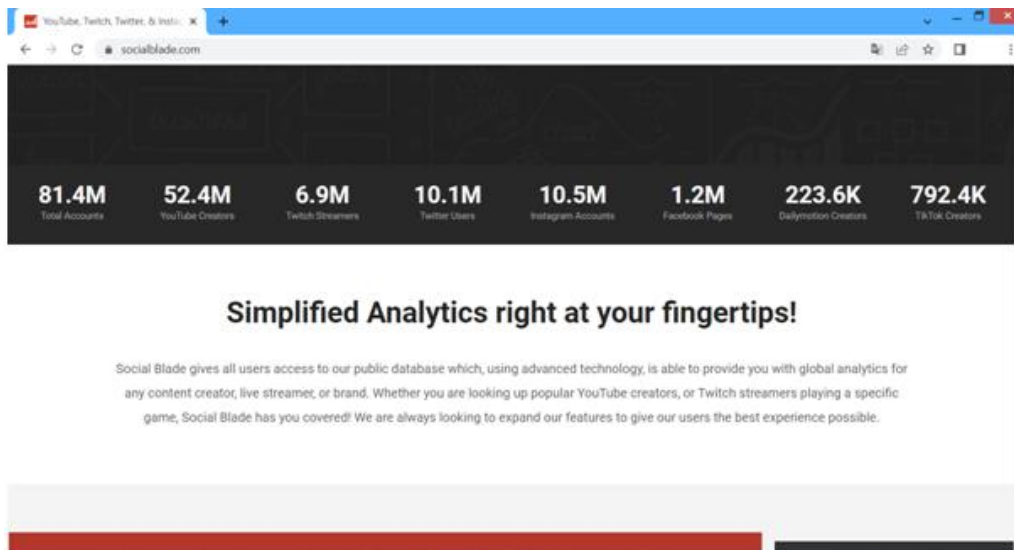 YouTube, Twitch, Twitter, & Insta
socialblade.com
81.4M 52.4M 6.9M 10.1M 10.5M 1.2M 223.6K 792.4K
Total Accounts YouTube Creators Twitch Streamers Twitter Users Instagram Accounts Facebook Pages Dailymotion Creators TikTok Creators
Simplified Analytics right at your fingertips!
Social Blade gives all users access to our public database which, using advanced technology, is able to provide you with global analytics for
any content creator, live streamer, or brand. Whether you are looking up popular YouTube creators, or Twitch streamers playing a specific
game, Social Blade has you covered! We are always looking to expand our features to give our users the best experience possible.